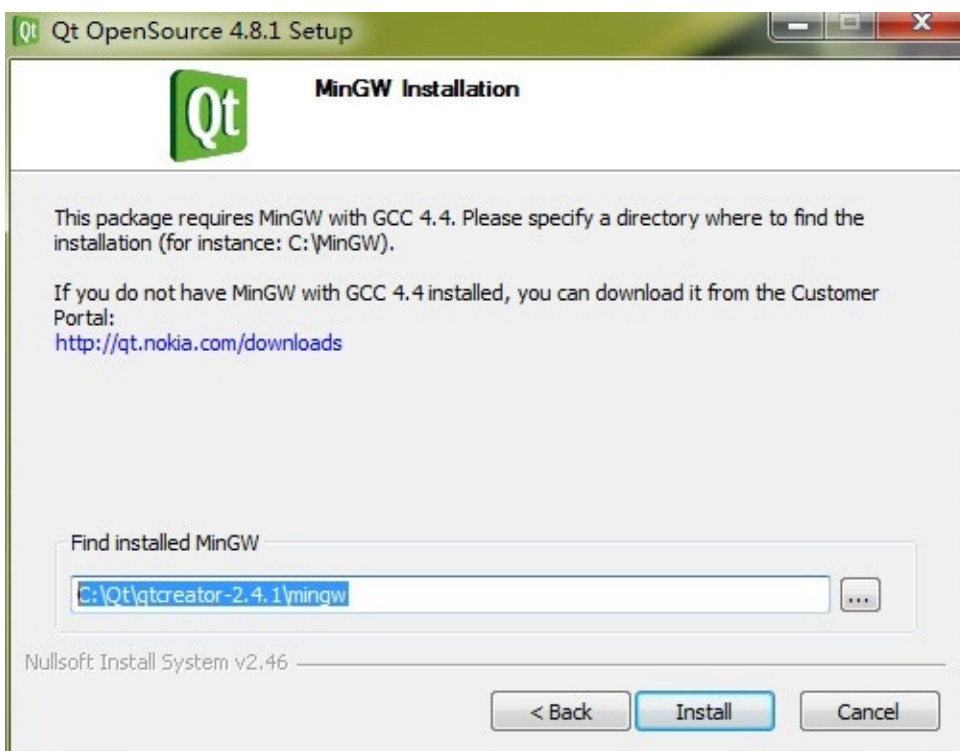 Qt Qt OpenSource 4.8.1 Setup
Qt
MinGW Installation
This package requires MinGW with GCC 4.4. Please specify a directory where to find the
installation (for instance: C:\MinGW).
If you do not have MinGW with GCC 4.4 installed, you can download it from the Customer
Portal:
http://qt.nokia.com/downloads
Find installed MinGW
C:\Qt\qtcreator-2.4.1\mingw
...
Nullsoft Install System v2.46
< Back
Install
Cancel